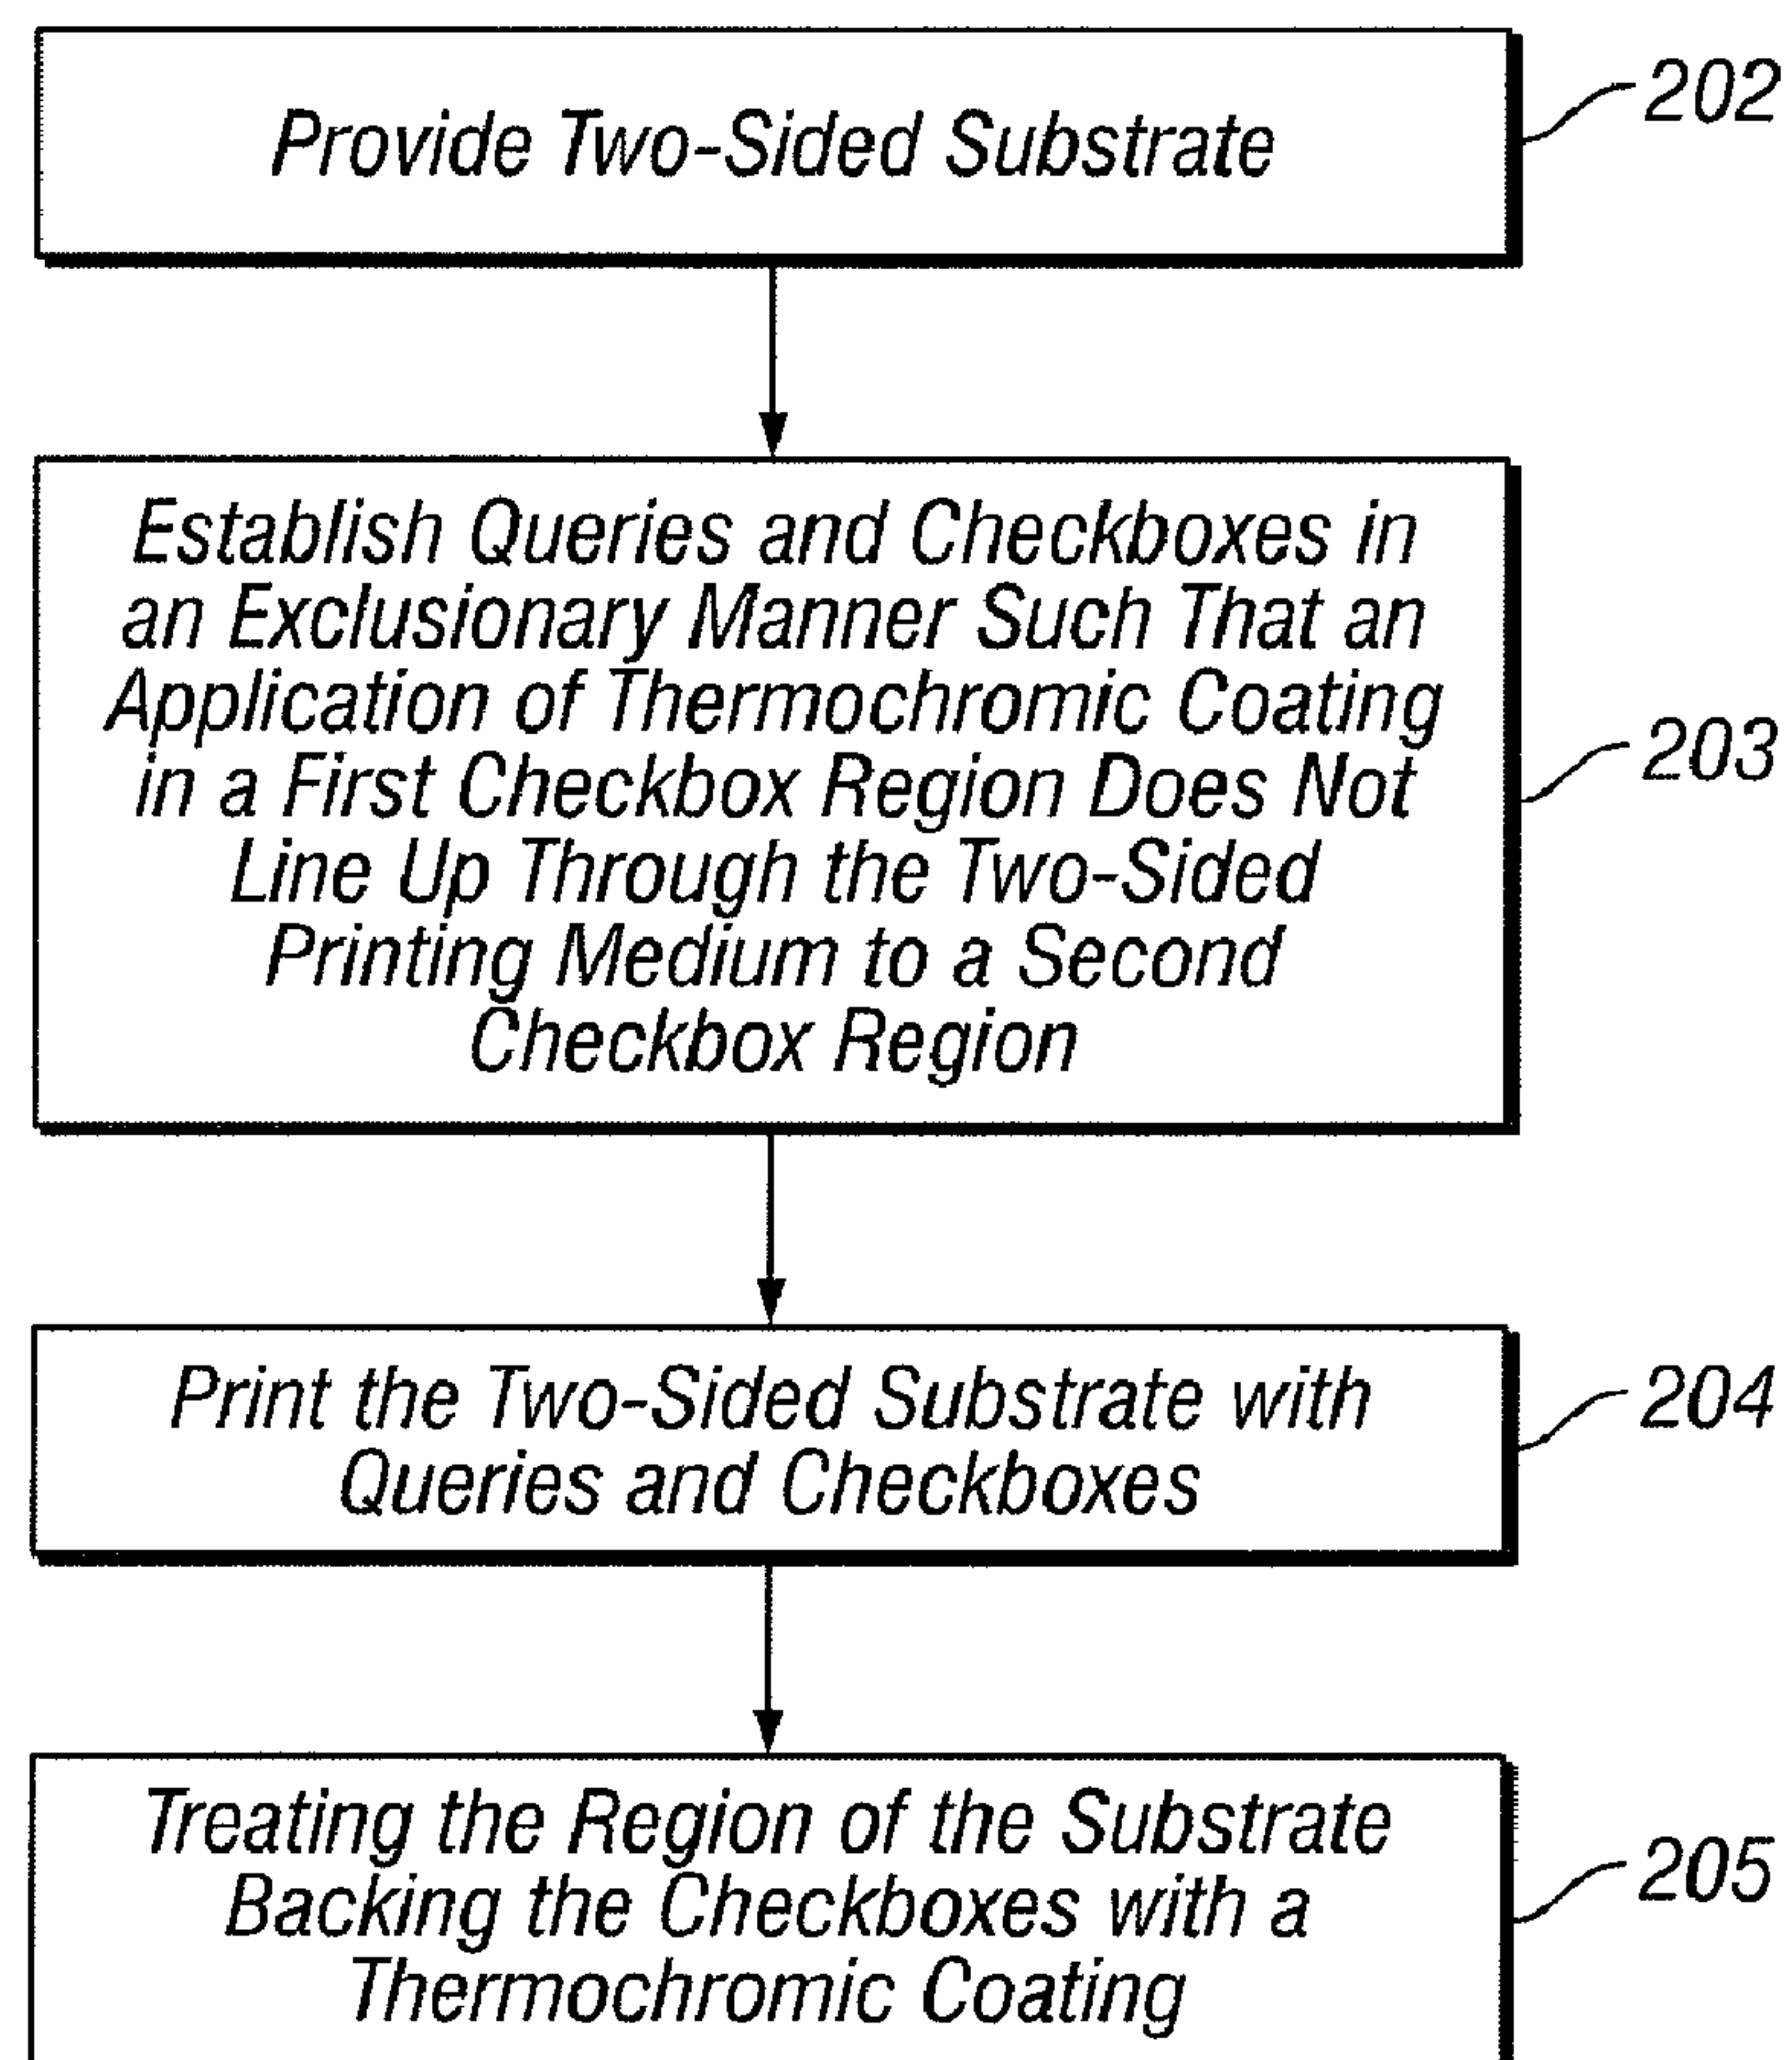 Provide Two-Sided Substrate
202
Establish Queries and Checkboxes in
an Exclusionary Manner Such That an
Application of Thermochromic Coating
in a First Checkbox Region Does Not
Line Up Through the Two-Sided
Printing Medium to a Second
Checkbox Region
203
Print the Two-Sided Substrate with
Queries and Checkboxes
204
Treating the Region of the Substrate
Backing the Checkboxes with a
Thermochromic Coating
205